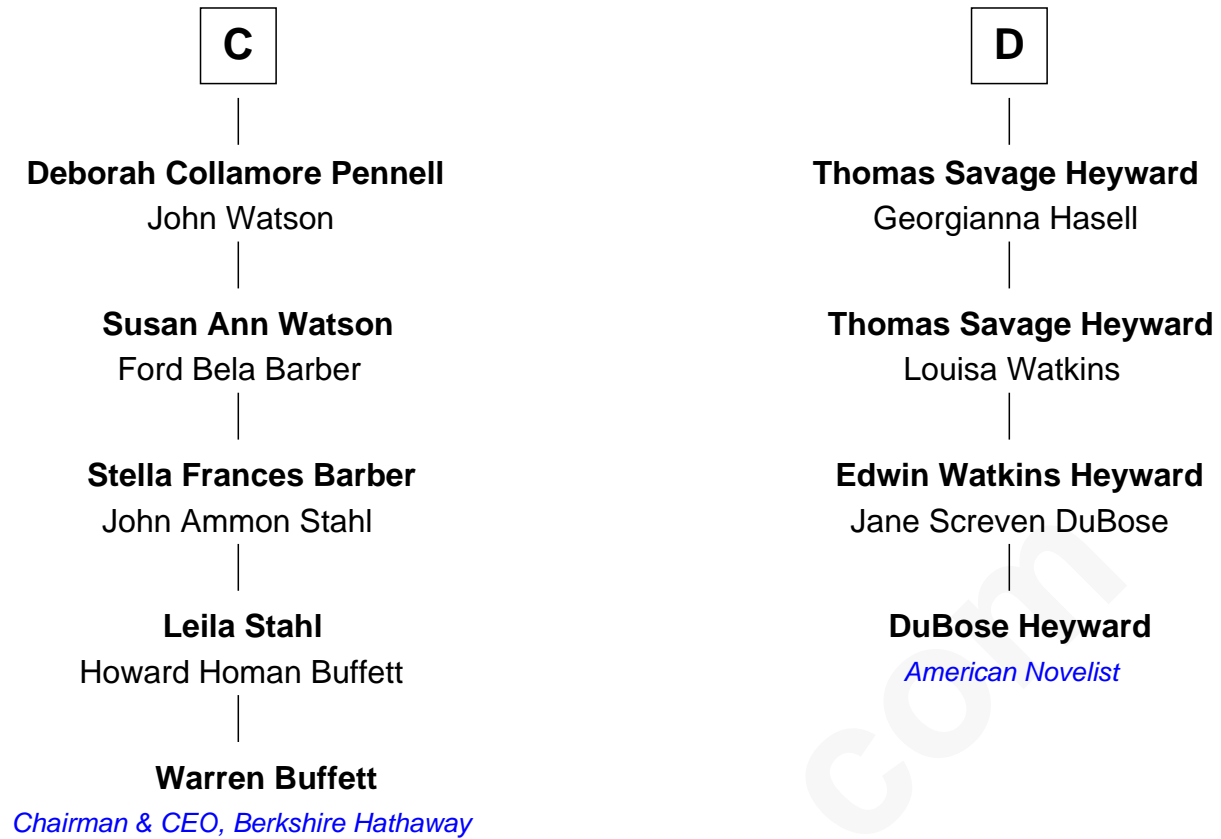 C
Deborah Collamore Pennell
John Watson
Susan Ann Watson
Ford Bela Barber
Stella Frances Barber
John Ammon Stahl
Leila Stahl
Howard Homan Buffett
Warren Buffett
Chairman & CEO, Berkshire Hathaway
D
Thomas Savage Heyward
Georgianna Hasell
Thomas Savage Heyward
Louisa Watkins
Edwin Watkins Heyward
Jane Screven DuBose
DuBose Heyward
American Novelist
com